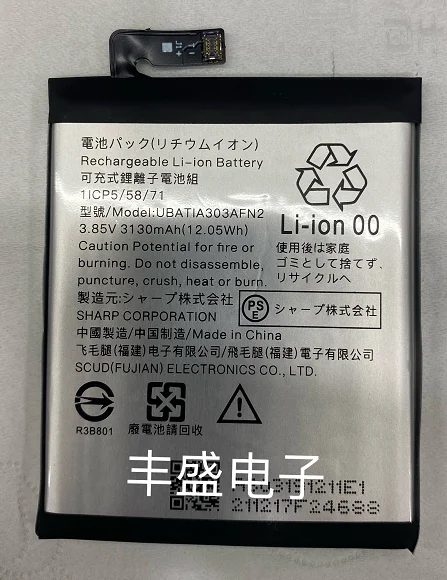 J1+
電池パック(リチウムイオン)
Rechargeable Li-ion Battery
可充式鋰離子電池組
1ICP5/58/71
型號/Model:UBATIA303AFN2
3.85V 3130mAh(12.05Wh)
Caution Potential for fire or
burning. Do not disassemble,
puncture, crush, heat or burn.
Li-ion 00
使用後は家庭
ゴミとして捨てず、
リサイクルへ
製造元:シャープ株式会社
SHARP CORPORATION
PSE シャープ株式会社
中國製造/中国制造/Made in China
飞毛腿(福建)电子有限公司/飛毛腿(福建)電子有限公司
SCUD(FUJIAN) ELECTRONICS CO.,LTD.
R3B801
廢電池請回收
丰盛电子
211217F24688